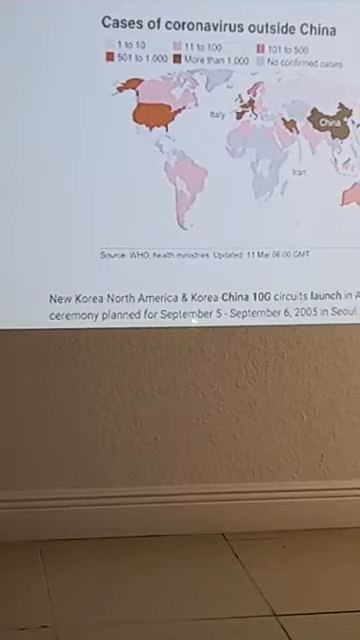 Cases of coronavirus outside China
1 to 10 11 to 100 101 to 500
501 to 1,000 More than 1,000 No confirmed cases
Italy
China
Iran
Source: WHO, health ministries. Updated: 11 Mar 06:00 GMT
New Korea-North America & Korea-China 10G circuits launch in
ceremony planned for September 5 - September 6, 2005 in Seoul.